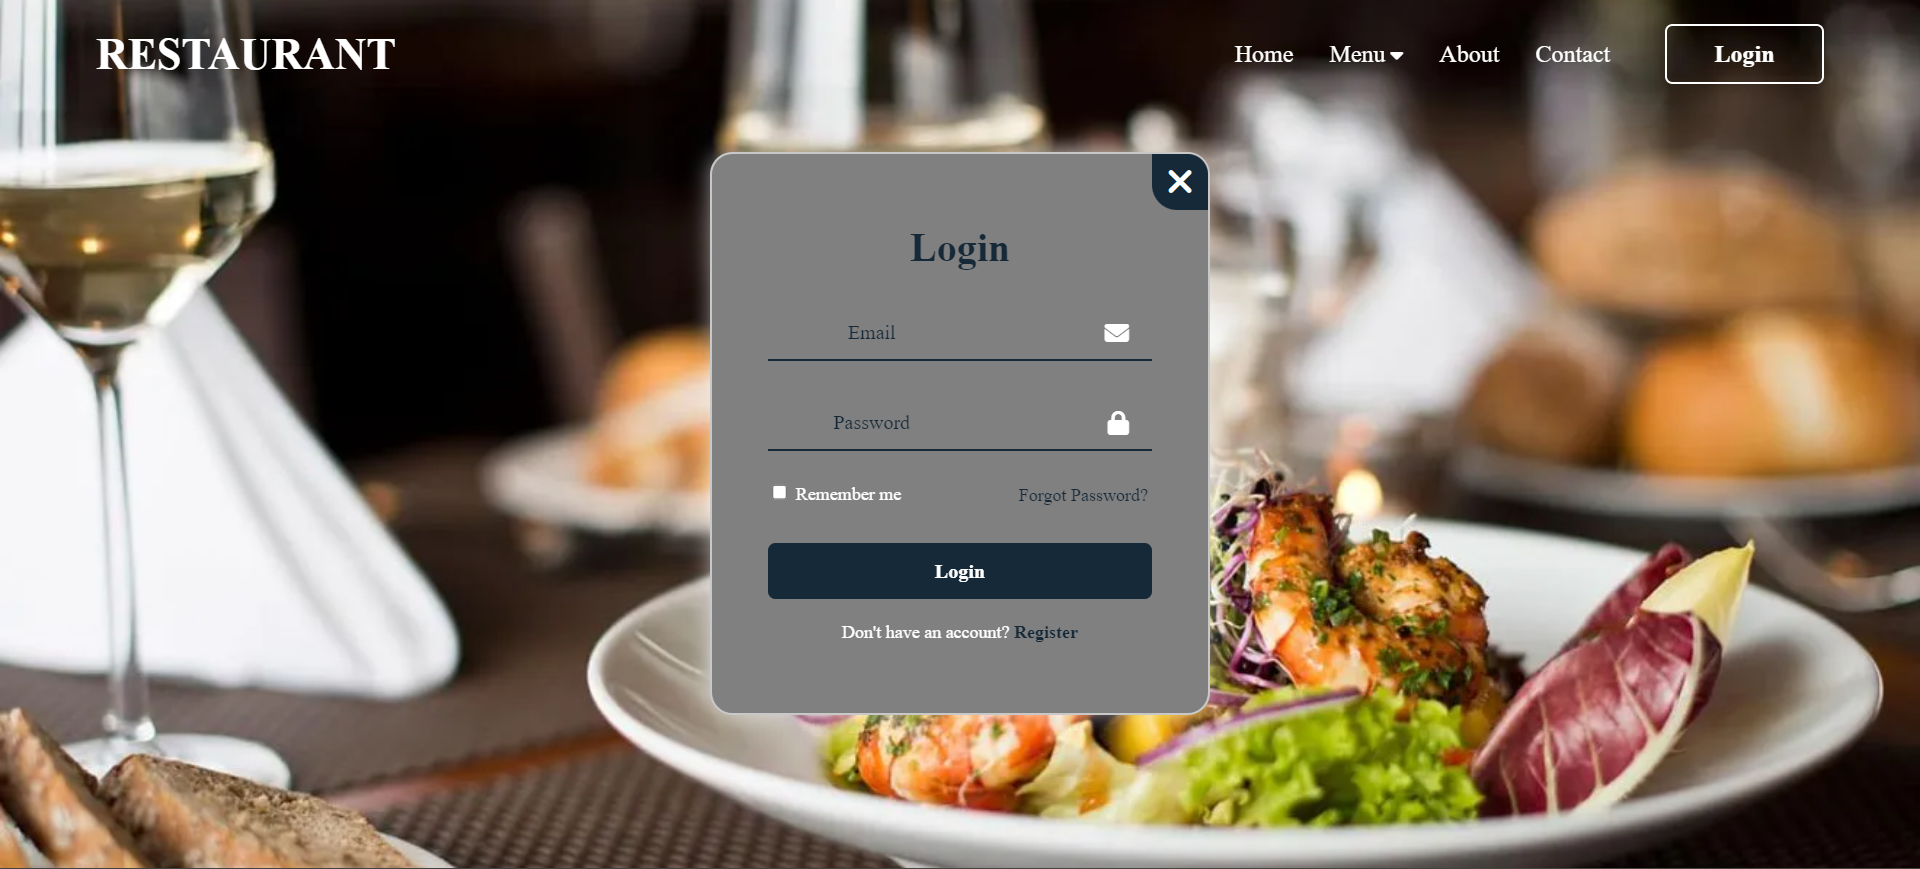 RESTAURANT
Home Menu About Contact Login
Login
Email
Password
Remember me Forgot Password?
Login
Don't have an account? Register